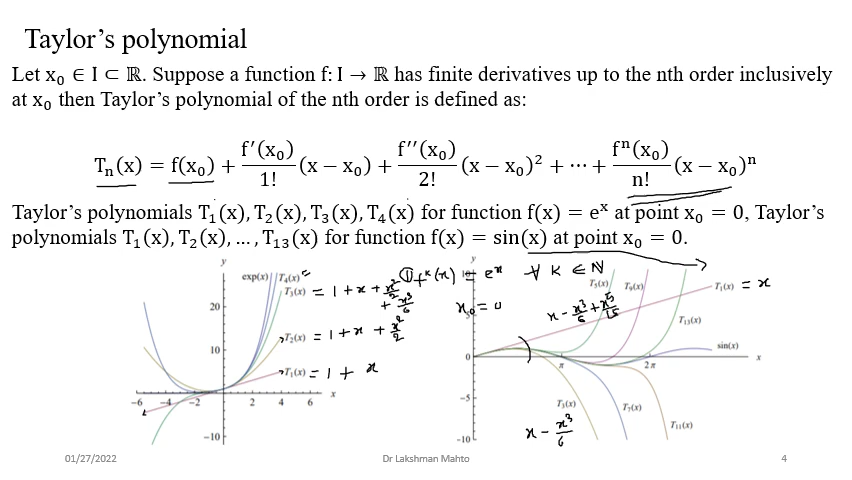 Taylor's polynomial
Let x₀ ∈ I ⊂ ℝ. Suppose a function f: I → ℝ has finite derivatives up to the nth order inclusively
at x₀ then Taylor's polynomial of the nth order is defined as:
Tₙ(x) = f(x₀) + f′(x₀)/1! (x − x₀) + f′′(x₀)/2! (x − x₀)² + ⋯ + fⁿ(x₀)/n! (x − x₀)ⁿ
Taylor's polynomials T₁(x), T₂(x), T₃(x), T₄(x) for function f(x) = eˣ at point x₀ = 0, Taylor's
polynomials T₁(x), T₂(x), … , T₁₃(x) for function f(x) = sin(x) at point x₀ = 0.
y
exp(x) T₄(x) =
T₃(x) = 1 + x + x²/2 + x³/6
T₂(x) = 1 + x + x²/2
T₁(x) = 1 + x
20
10
-6 -4 -2 2 4 6 x
-10
① fᵏ(x) = eˣ ∀ K ∈ N
x₀ = 0
y
10
T₅(x) T₉(x) T₁(x) = x
x − x³/6 + x⁵/15
T₁₃(x)
sin(x)
0 π 2π x
-5
T₃(x) T₇(x)
T₁₁(x)
x − x³/6
-10
01/27/2022
Dr Lakshman Mahto
4